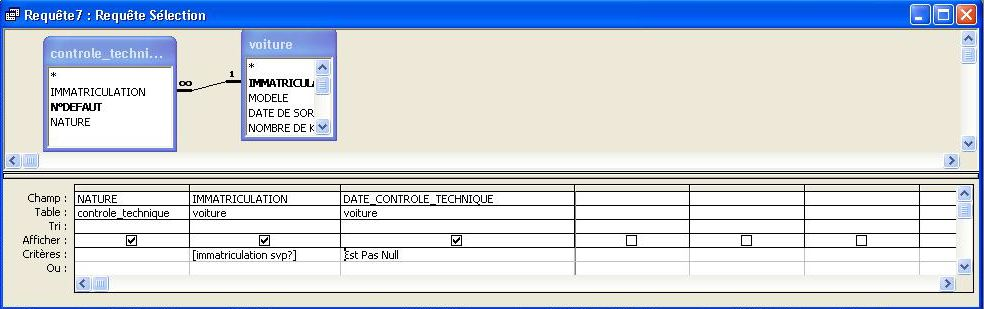 Requête7 : Requête Sélection
controle_techni...
*
IMMATRICULATION
N°DEFAUT
NATURE
∞
1
voiture
*
IMMATRICUL
MODELE
DATE DE SOR
NOMBRE DE K
Champ : NATURE IMMATRICULATION DATE_CONTROLE_TECHNIQUE
Table : controle_technique voiture voiture
Tri :
Afficher :
Critères : [immatriculation svp?] Est Pas Null
Ou :